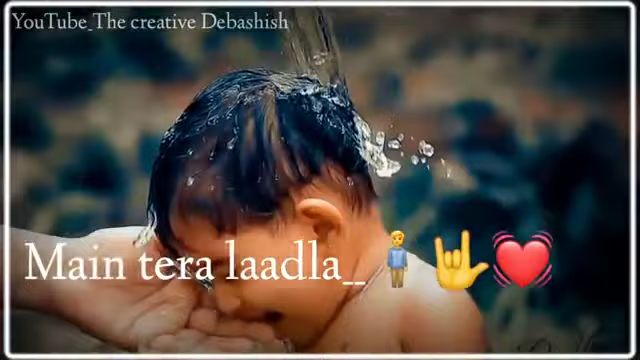 YouTube_The creative Debashish
Main tera laadla__🧍‍♂️🤟💓